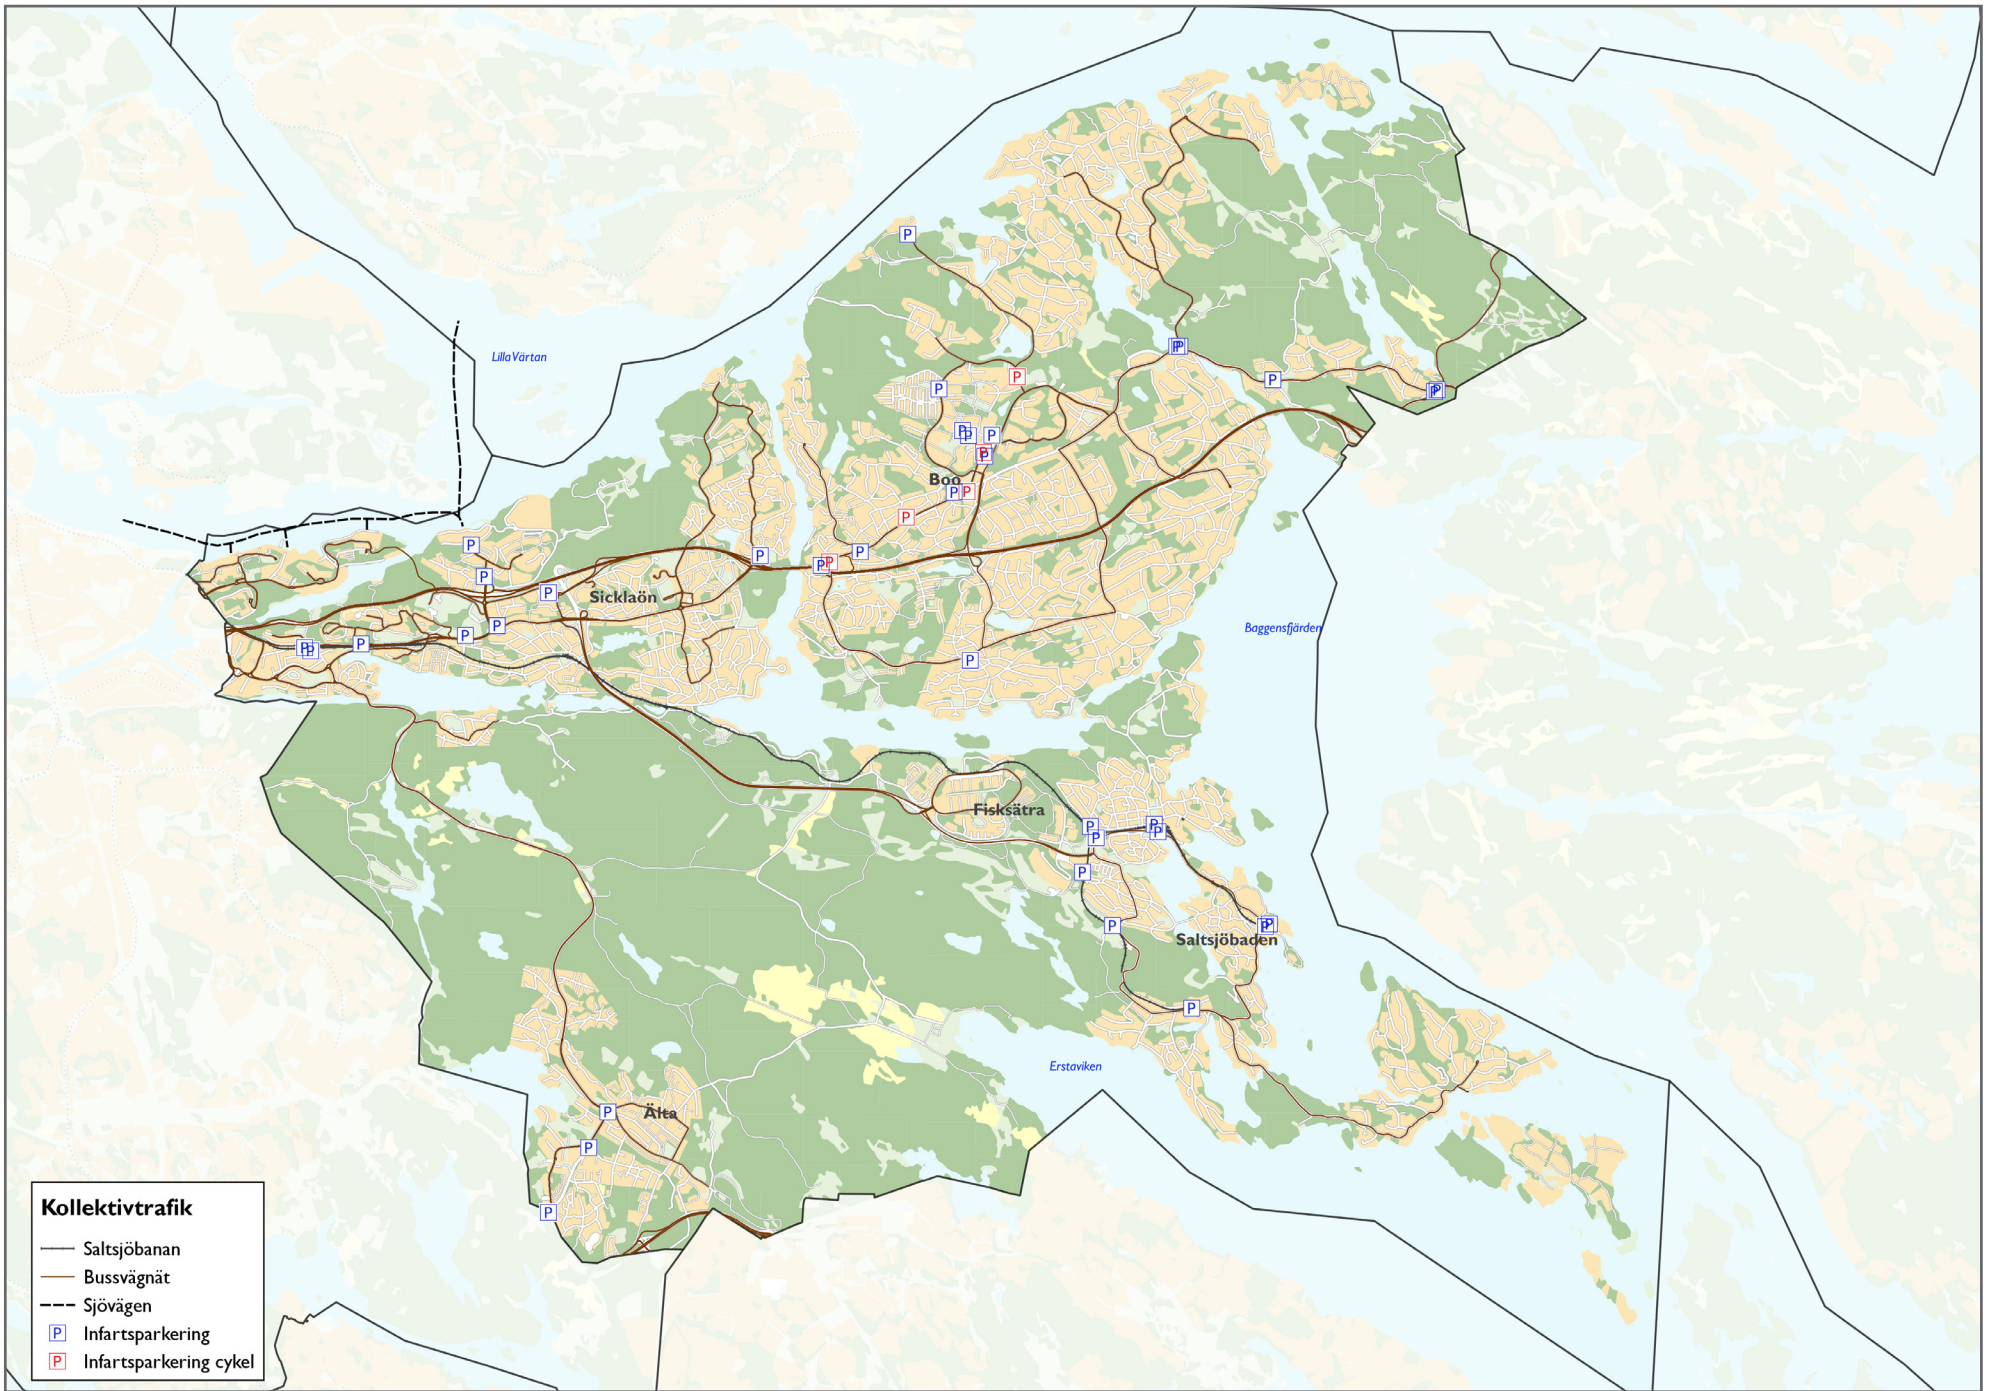 Lilla Värtan
Boo
Sicklaön
Baggensfjärden
Fisksätra
Saltsjöbaden
Erstaviken
Älta
Kollektivtrafik
Saltsjöbanan
Bussvägnät
Sjövägen
P Infartsparkering
P Infartsparkering cykel